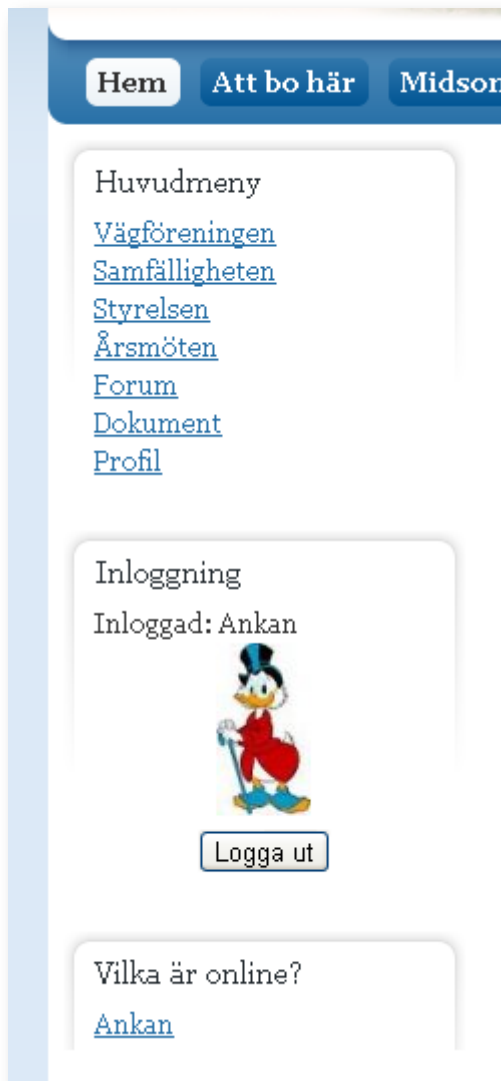 Hem Att bo här
Huvudmeny
Vägföreningen
Samfälligheten
Styrelsen
Årsmöten
Forum
Dokument
Profil
Inloggning
Inloggad: Ankan
Logga ut
Vilka är online?
Ankan